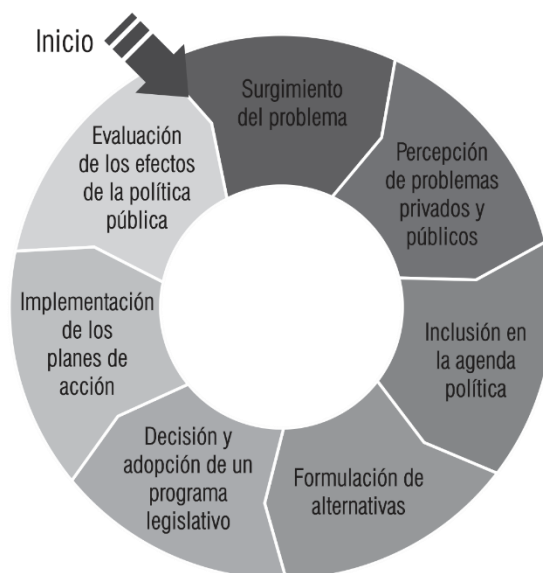 Inicio
Surgimiento
del problema
Percepción
de problemas
privados y
públicos
Inclusión en
la agenda
política
Formulación de
alternativas
Decisión y
adopción de un
programa
legislativo
Implementación
de los
planes de
acción
Evaluación
de los efectos
de la política
pública